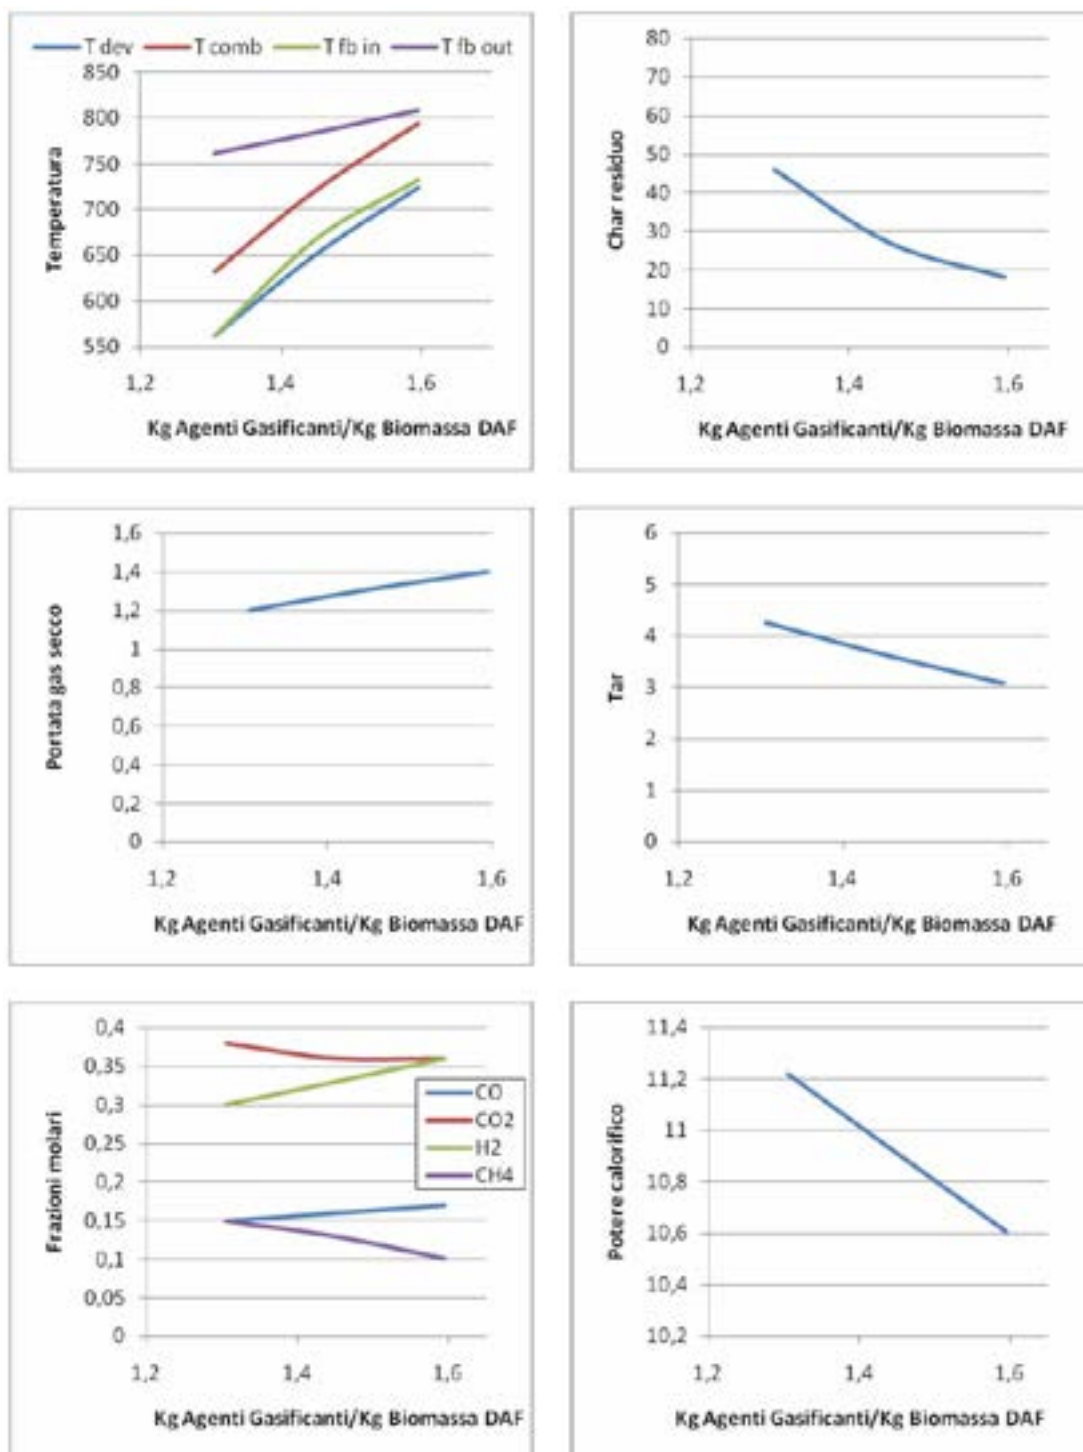 T dev T comb T fb in T fb out
850
800
750
700
650
600
550
Temperatura
1,2 1,4 1,6
Kg Agenti Gasificanti/Kg Biomassa DAF
80
70
60
50
40
30
20
10
0
Char residuo
1,2 1,4 1,6
Kg Agenti Gasificanti/Kg Biomassa DAF
1,6
1,4
1,2
1
0,8
0,6
0,4
0,2
0
Portata gas secco
1,2 1,4 1,6
Kg Agenti Gasificanti/Kg Biomassa DAF
6
5
4
3
2
1
0
Tar
1,2 1,4 1,6
Kg Agenti Gasificanti/Kg Biomassa DAF
0,4
0,35
0,3
0,25
0,2
0,15
0,1
0,05
0
Frazioni molari
CO
CO2
H2
CH4
1,2 1,4 1,6
Kg Agenti Gasificanti/Kg Biomassa DAF
11,4
11,2
11
10,8
10,6
10,4
10,2
Potere calorifico
1,2 1,4 1,6
Kg Agenti Gasificanti/Kg Biomassa DAF